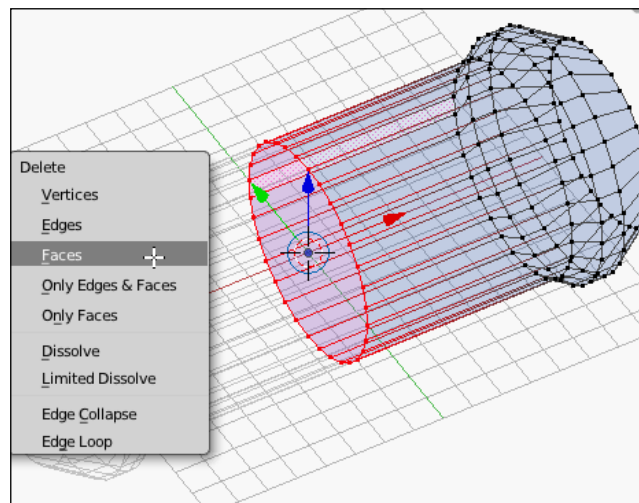 Delete
Vertices
Edges
Faces
Only Edges & Faces
Only Faces
Dissolve
Limited Dissolve
Edge Collapse
Edge Loop